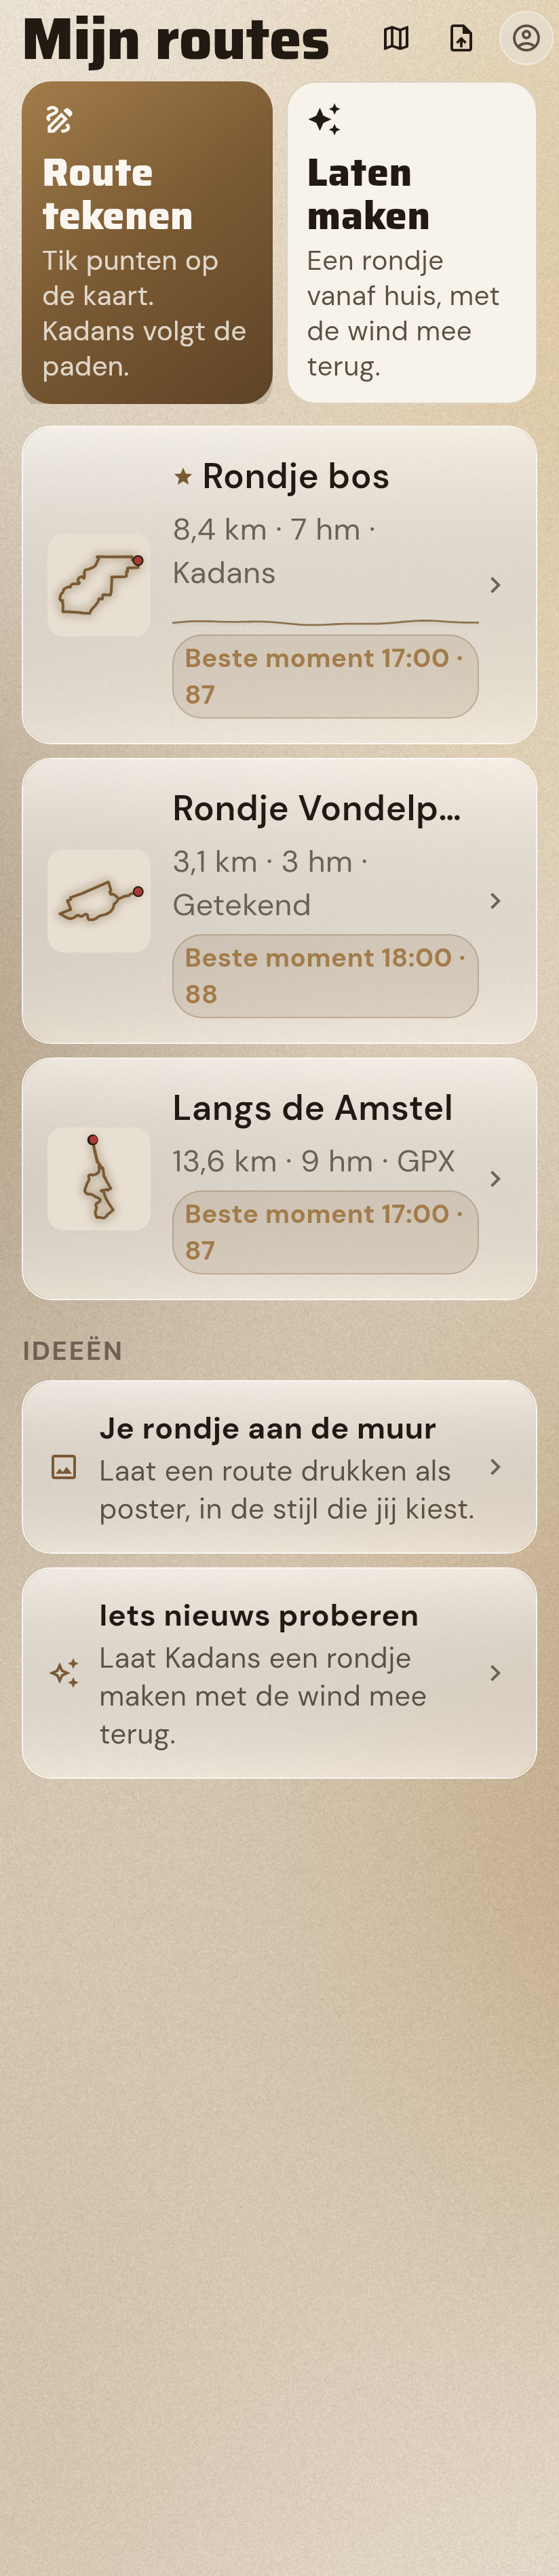 Mijn routes
Route
tekenen
Tik punten op
de kaart.
Kadans volgt de
paden.
Laten
maken
Een rondje
vanaf huis, met
de wind mee
terug.
Rondje bos
8,4 km · 7 hm ·
Kadans
Beste moment 17:00 ·
87
Rondje Vondelp...
3,1 km · 3 hm ·
Getekend
Beste moment 18:00 ·
88
Langs de Amstel
13,6 km · 9 hm · GPX
Beste moment 17:00 ·
87
IDEEËN
Je rondje aan de muur
Laat een route drukken als
poster, in de stijl die jij kiest.
Iets nieuws proberen
Laat Kadans een rondje
maken met de wind mee
terug.